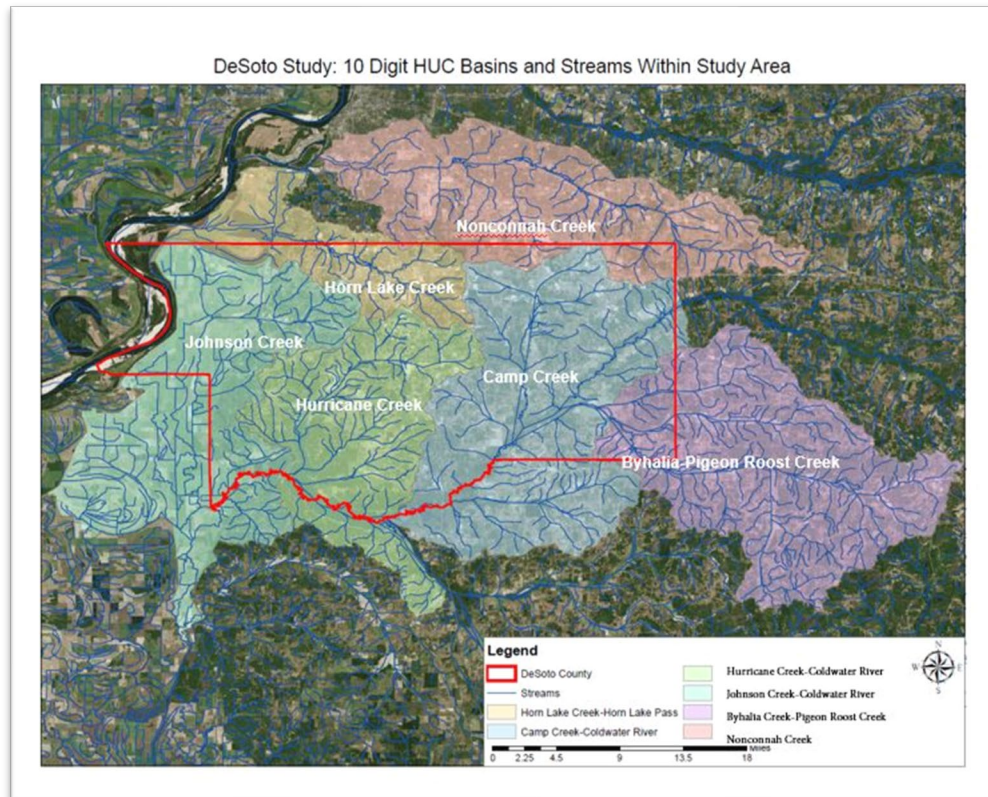 DeSoto Study: 10 Digit HUC Basins and Streams Within Study Area
Nonconnah Creek
Horn Lake Creek
Johnson Creek
Camp Creek
Hurricane Creek
Byhalia-Pigeon Roost Creek
Legend
DeSoto County
Streams
Horn Lake Creek-Horn Lake Pass
Camp Creek-Coldwater River
Hurricane Creek-Coldwater River
Johnson Creek-Coldwater River
Byhalia Creek-Pigeon Roost Creek
Nonconnah Creek
N
W E
S
Miles
0 2.25 4.5 9 13.5 18